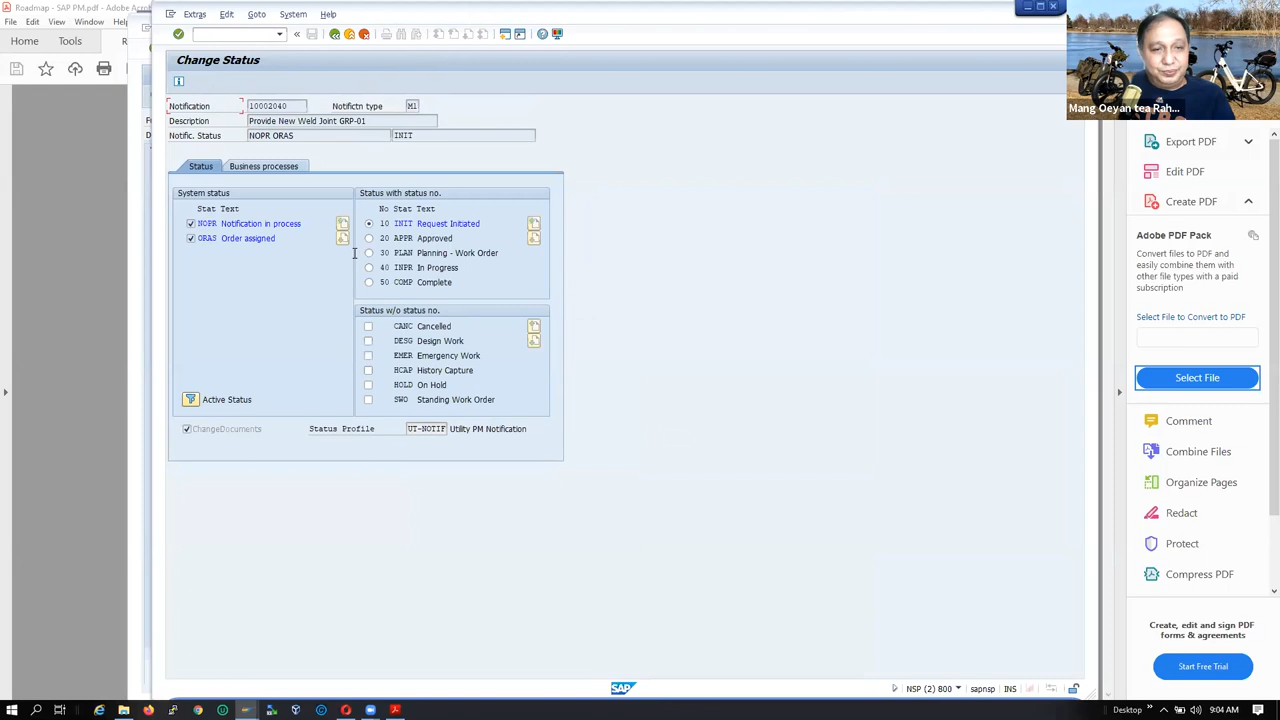 Roadmap - SAP PM.pdf - Adobe Acro
File Edit View Window
Home Tools
Extras Edit Goto System Help
Change Status
Notification 10002040 Notifictn type M1
Description Provide New Weld Joint GRP-01
Notific. Status NOPR ORAS INIT
Status Business processes
System status
Stat Text
NOPR Notification in process
ORAS Order assigned
Active Status
Status with status no.
No Stat Text
10 INIT Request Initiated
20 APPR Approved
30 PLAN Planning - Work Order
40 INPR In Progress
50 COMP Complete
Status w/o status no.
CANC Cancelled
DESG Design Work
EMER Emergency Work
HCAP History Capture
HOLD On Hold
SWO Standing Work Order
ChangeDocuments Status Profile UT-NOTIF Utility PM Notification
SAP
NSP (2) 800 sapnsp INS
Mang Oeyan tea Rah...
Export PDF
Edit PDF
Create PDF
Adobe PDF Pack
Convert files to PDF and
easily combine them with
other file types with a paid
subscription
Select File to Convert to PDF
Select File
Comment
Combine Files
Organize Pages
Redact
Protect
Compress PDF
Create, edit and sign PDF
forms & agreements
Start Free Trial
Desktop 9:04 AM